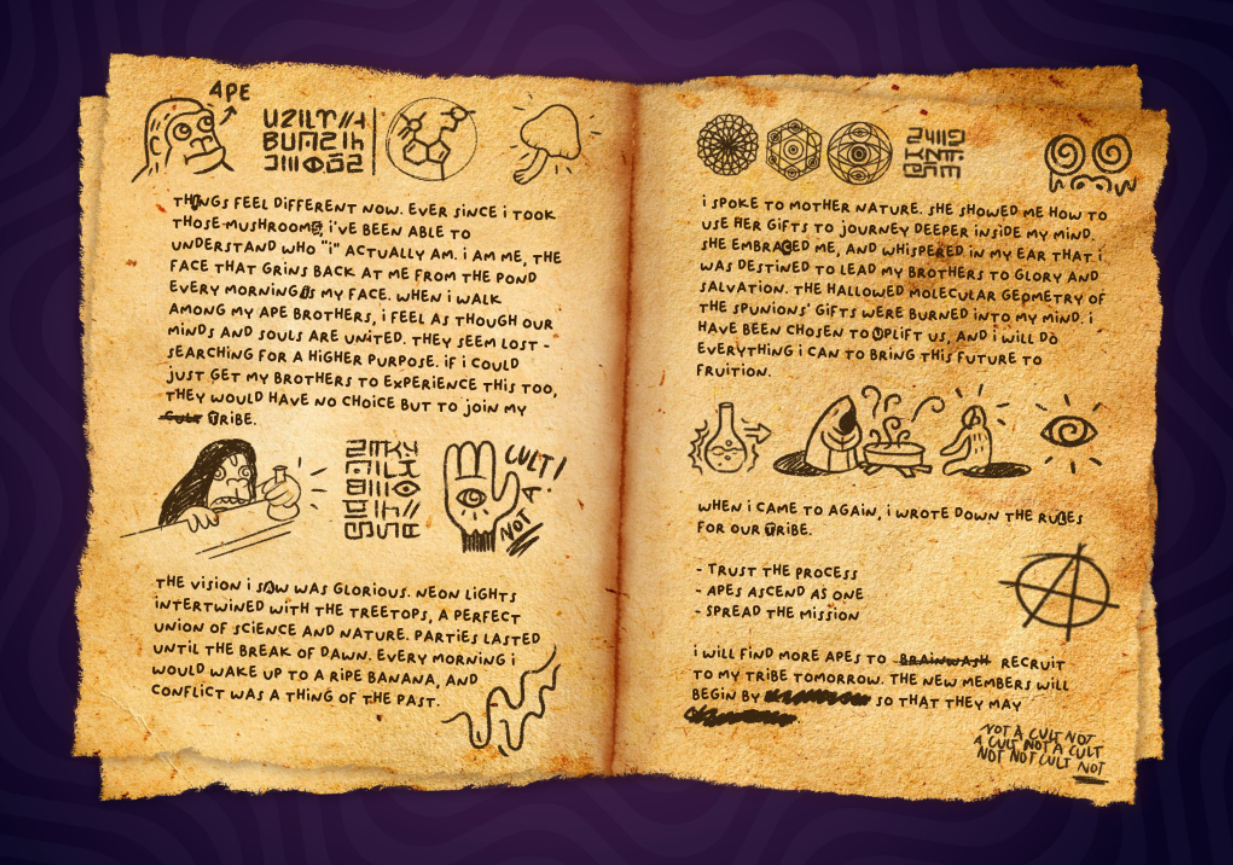 APE
THINGS FEEL DiFFERENT NOW. EVER SiNCE i TOOK
THOSE MUSHROOMS, i'VE BEEN ABLE TO
UNDERSTAND WHO "i" ACTUALLY AM. i AM ME, THE
FACE THAT GRiNS BACK AT ME FROM THE POND
EVERY MORNiNG iS MY FACE. WHEN i WALK
AMONG MY APE BROTHERS, i FEEL AS THOUGH OUR
MiNDS AND SOULS ARE UNiTED. THEY SEEM LOST -
SEARCHiNG FOR A HiGHER PURPOSE. iF i COULD
JUST GET MY BROTHERS TO EXPERiENCE THiS TOO,
THEY WOULD HAVE NO CHOiCE BUT TO JOiN MY
CULT TRiBE.
CULT!
NOT A
THE ViSiON i SAW WAS GLORiOUS. NEON LiGHTS
iNTERTWiNED WiTH THE TREETOPS, A PERFECT
UNiON OF SCiENCE AND NATURE. PARTiES LASTED
UNTiL THE BREAK OF DAWN. EVERY MORNiNG i
WOULD WAKE UP TO A RiPE BANANA, AND
CONFLiCT WAS A THiNG OF THE PAST.
i SPOKE TO MOTHER NATURE. SHE SHOWED ME HOW TO
USE HER GiFTS TO JOURNEY DEEPER iNSiDE MY MiND.
SHE EMBRACED ME, AND WHiSPERED iN MY EAR THAT i
WAS DESTiNED TO LEAD MY BROTHERS TO GLORY AND
SALVATiON. THE HALLOWED MOLECULAR GEOMETRY OF
THE SPUNiONS' GiFTS WERE BURNED iNTO MY MiND. i
HAVE BEEN CHOSEN TO UPLiFT US, AND i WiLL DO
EVERYTHiNG i CAN TO BRiNG THiS FUTURE TO
FRUiTiON.
WHEN i CAME TO AGAiN, i WROTE DOWN THE RULES
FOR OUR TRiBE.
- TRUST THE PROCESS
- APES ASCEND AS ONE
- SPREAD THE MiSSiON
i WiLL FiND MORE APES TO BRAiNWASH RECRUiT
TO MY TRiBE TOMORROW. THE NEW MEMBERS WiLL
BEGiN BY SO THAT THEY MAY
.
NOT A CULT NOT
A CULT NOT A CULT
NOT NOT CULT NOT